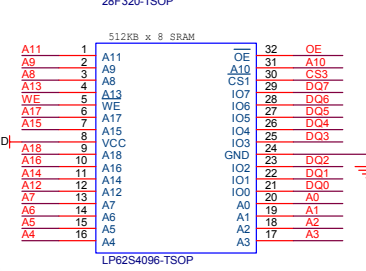 28F320-TSOP
512KB x 8 SRAM
A11 1 A11 OE 32 OE
A9 2 A9 A10 31 A10
A8 3 A8 CS1 30 CS3
A13 4 A13 IO7 29 DQ7
WE 5 WE IO6 28 DQ6
A17 6 A17 IO5 27 DQ5
A15 7 A15 IO4 26 DQ4
D 8 VCC IO3 25 DQ3
A18 9 A18 GND 24
A16 10 A16 IO2 23 DQ2
A14 11 A14 IO1 22 DQ1
A12 12 A12 IO0 21 DQ0
A7 13 A7 A0 20 A0
A6 14 A6 A1 19 A1
A5 15 A5 A2 18 A2
A4 16 A4 A3 17 A3
LP62S4096-TSOP